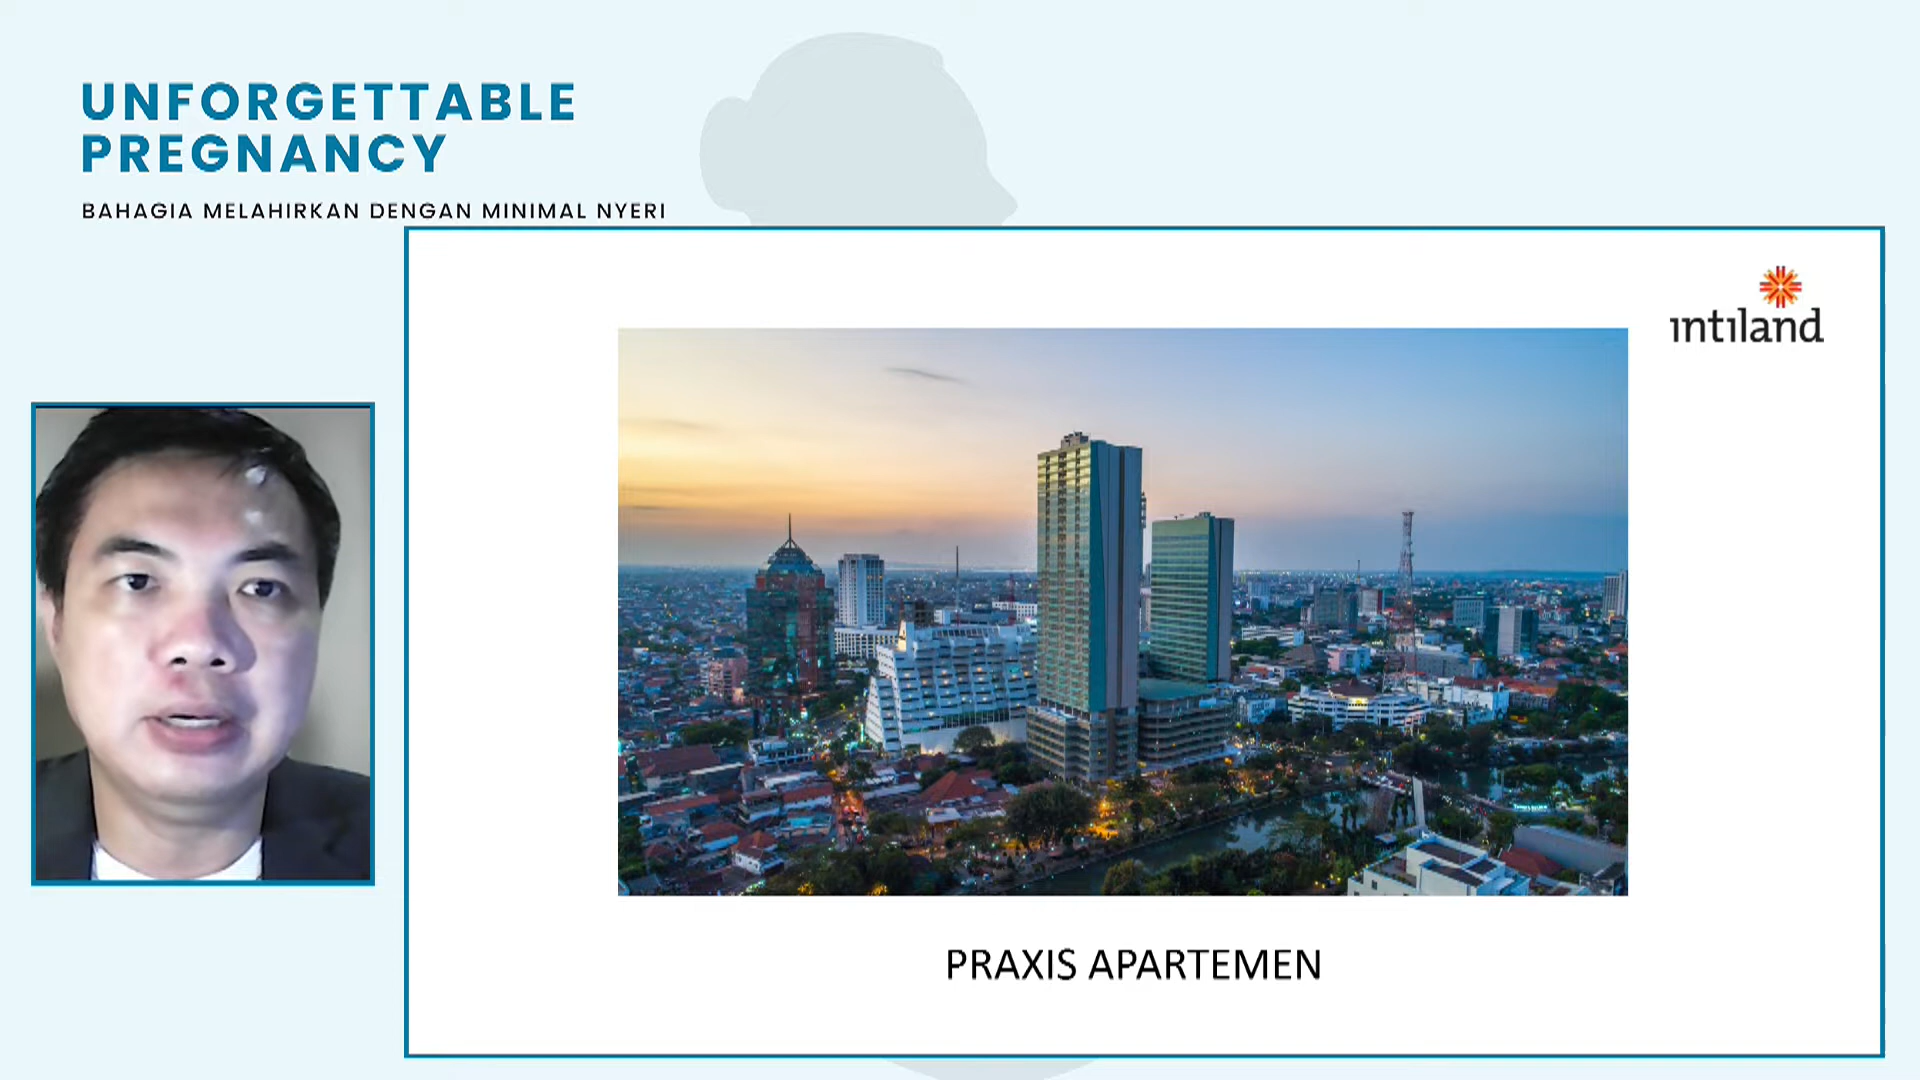 UNFORGETTABLE
PREGNANCY
BAHAGIA MELAHIRKAN DENGAN MINIMAL NYERI
intiland
PRAXIS APARTEMEN